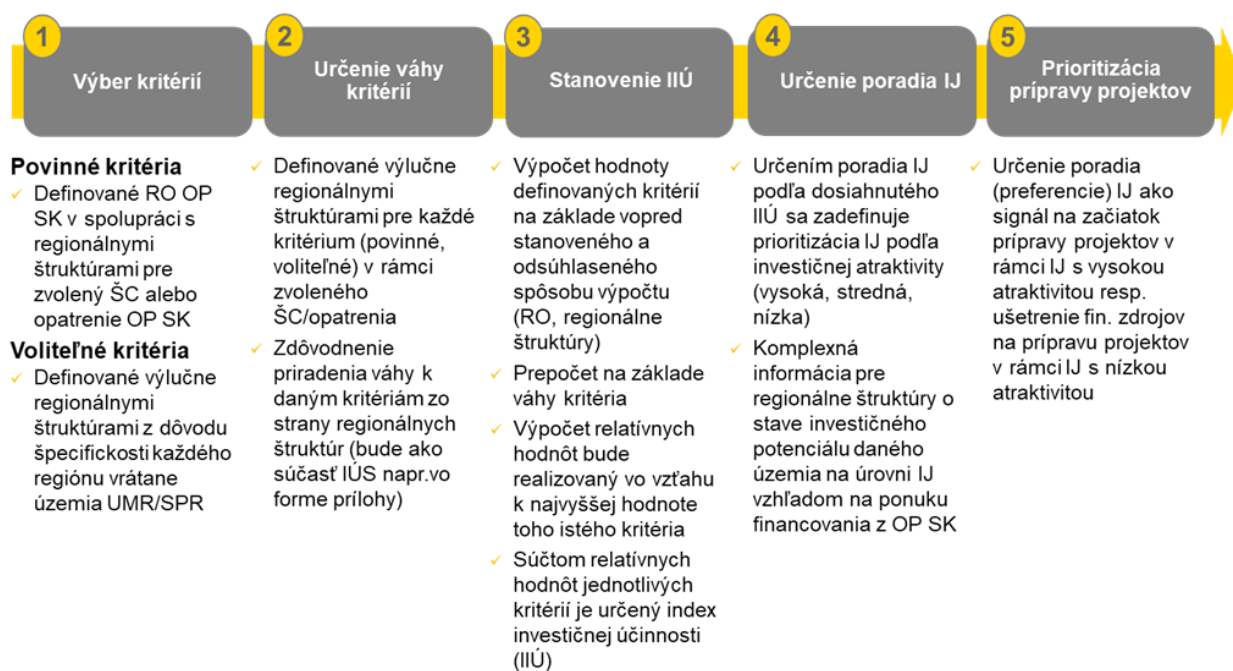 1
Výber kritérií
2
Určenie váhy
kritérií
3
Stanovenie IIÚ
4
Určenie poradia IJ
5
Prioritizácia
prípravy projektov
Povinné kritéria
✓ Definované RO OP
SK v spolupráci s
regionálnymi
štruktúrami pre
zvolený ŠC alebo
opatrenie OP SK
Voliteľné kritéria
✓ Definované výlučne
regionálnymi
štruktúrami z dôvodu
špecifickosti každého
regiónu vrátane
územia UMR/SPR
✓ Definované výlučne
regionálnymi
štruktúrami pre každé
kritérium (povinné,
voliteľné) v rámci
zvoleného
ŠC/opatrenia
✓ Zdôvodnenie
priradenia váhy k
daným kritériám zo
strany regionálnych
štruktúr (bude ako
súčasť IÚS napr.vo
forme prílohy)
✓ Výpočet hodnoty
definovaných kritérií
na základe vopred
stanoveného a
odsúhlaseného
spôsobu výpočtu
(RO, regionálne
štruktúry)
✓ Prepočet na základe
váhy kritéria
✓ Výpočet relatívnych
hodnôt bude
realizovaný vo vzťahu
k najvyššej hodnote
toho istého kritéria
✓ Súčtom relatívnych
hodnôt jednotlivých
kritérií je určený index
investičnej účinnosti
(IIÚ)
✓ Určením poradia IJ
podľa dosiahnutého
IIÚ sa zadefinuje
prioritizácia IJ podľa
investičnej atraktivity
(vysoká, stredná,
nízka)
✓ Komplexná
informácia pre
regionálne štruktúry o
stave investičného
potenciálu daného
územia na úrovni IJ
vzhľadom na ponuku
financovania z OP SK
✓ Určenie poradia
(preferencie) IJ ako
signál na začiatok
prípravy projektov v
rámci IJ s vysokou
atraktivitou resp.
ušetrenie fin. zdrojov
na prípravu projektov
v rámci IJ s nízkou
atraktivitou